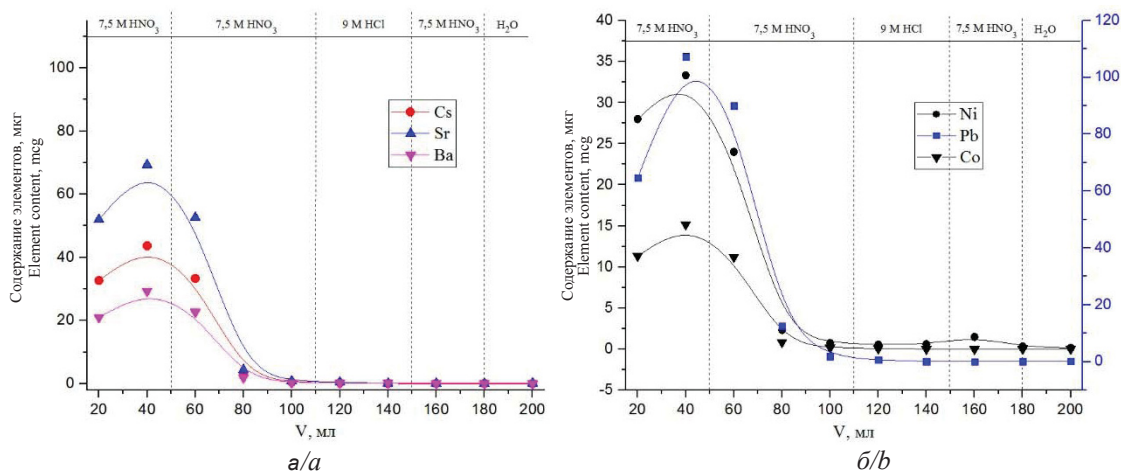 7,5 M HNO3
7,5 M HNO3
9 M HCl
7,5 M HNO3
H2O
Содержание элементов, мкг
Element content, mcg
100
80
60
40
20
0
Cs
Sr
Ba
20 40 60 80 100 120 140 160 180 200
V, мл
а/a
7,5 M HNO3
7,5 M HNO3
9 M HCl
7,5 M HNO3
H2O
Содержание элементов, мкг
Element content, mcg
40
35
30
25
20
15
10
5
0
-5
Ni
Pb
Co
120
100
80
60
40
20
0
20 40 60 80 100 120 140 160 180 200
V, мл
б/b